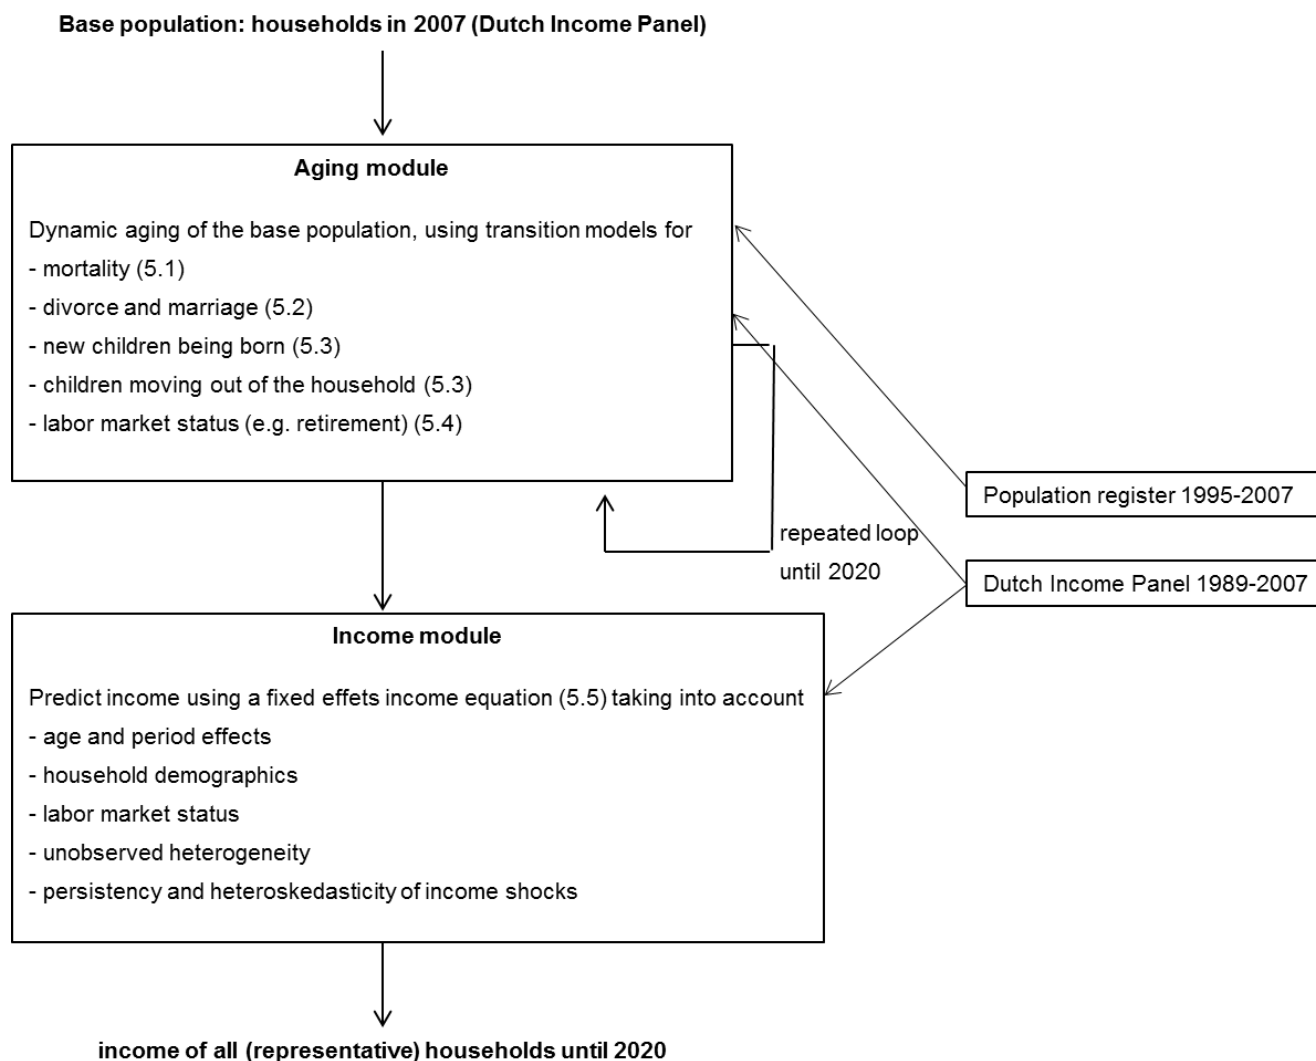 Base population: households in 2007 (Dutch Income Panel)
Aging module
Dynamic aging of the base population, using transition models for
- mortality (5.1)
- divorce and marriage (5.2)
- new children being born (5.3)
- children moving out of the household (5.3)
- labor market status (e.g. retirement) (5.4)
Population register 1995-2007
repeated loop
until 2020
Dutch Income Panel 1989-2007
Income module
Predict income using a fixed effets income equation (5.5) taking into account
- age and period effects
- household demographics
- labor market status
- unobserved heterogeneity
- persistency and heteroskedasticity of income shocks
income of all (representative) households until 2020